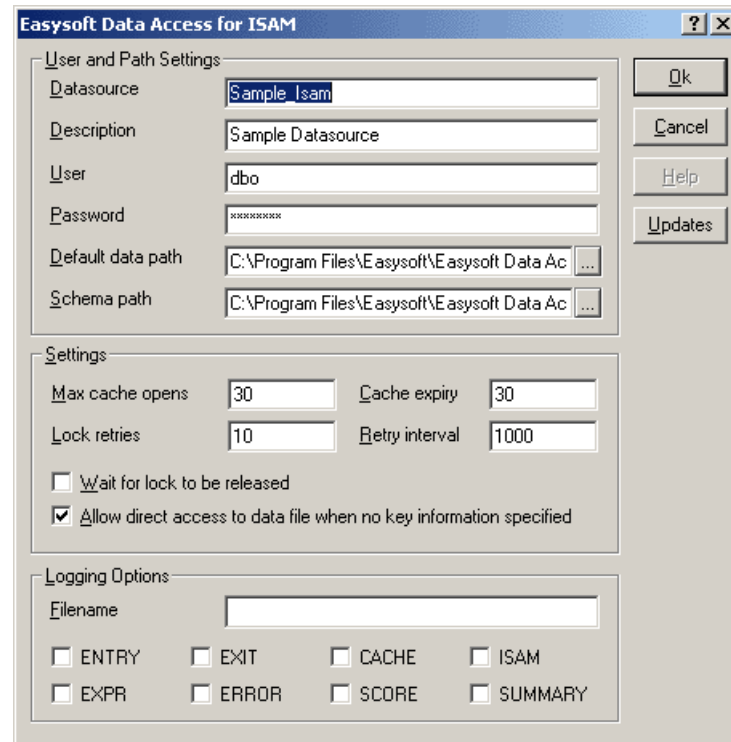 Easysoft Data Access for ISAM
User and Path Settings
Datasource Sample_Isam
Description Sample Datasource
User dbo
Password xxxxxxxx
Default data path C:\Program Files\Easysoft\Easysoft Data Ac ...
Schema path C:\Program Files\Easysoft\Easysoft Data Ac ...
Ok
Cancel
Help
Updates
Settings
Max cache opens 30 Cache expiry 30
Lock retries 10 Retry interval 1000
Wait for lock to be released
Allow direct access to data file when no key information specified
Logging Options
Filename
ENTRY EXIT CACHE ISAM
EXPR ERROR SCORE SUMMARY